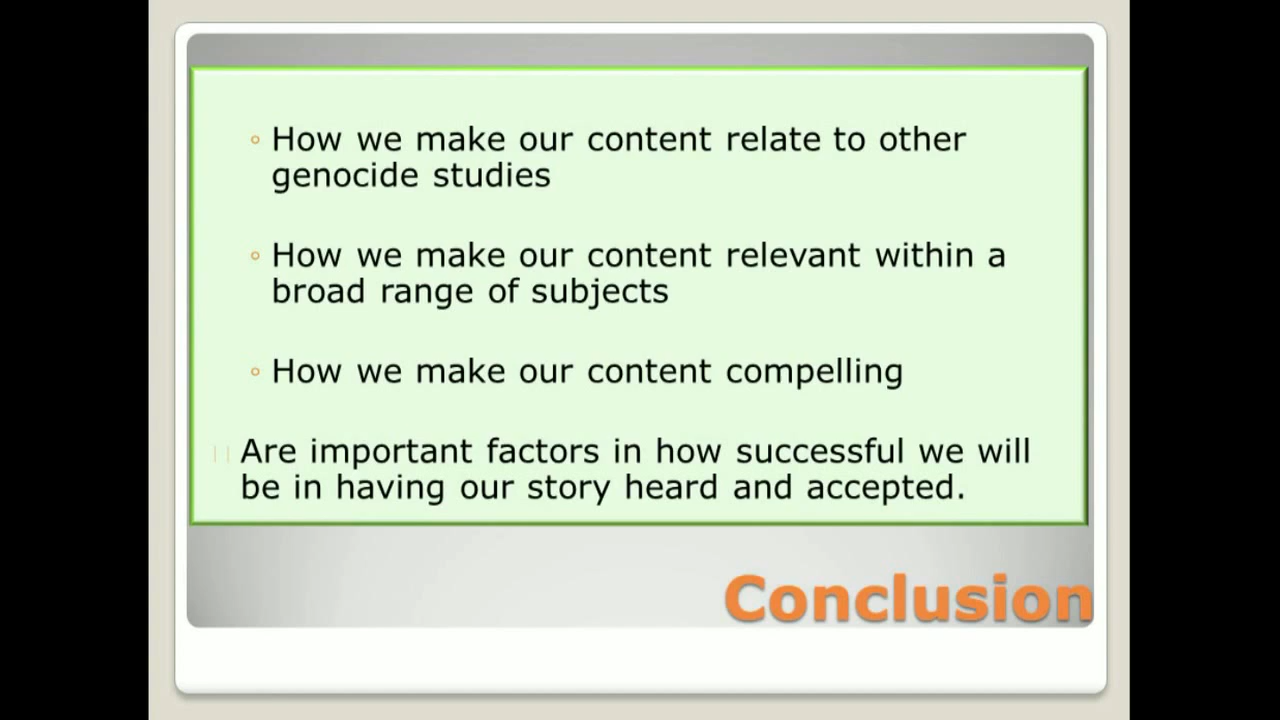 ◦ How we make our content relate to other
genocide studies
◦ How we make our content relevant within a
broad range of subjects
◦ How we make our content compelling
Are important factors in how successful we will
be in having our story heard and accepted.
Conclusion